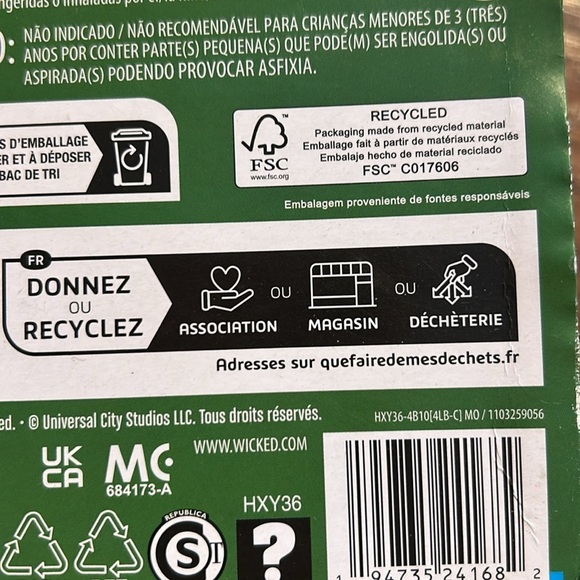 NÃO INDICADO / NÃO RECOMENDÁVEL PARA CRIANÇAS MENORES DE 3 (TRÊS)
ANOS POR CONTER PARTE(S) PEQUENA(S) QUE PODE(M) SER ENGOLIDA(S) OU
ASPIRADA(S) PODENDO PROVOCAR ASFIXIA.
S D'EMBALLAGE
ER ET À DÉPOSER
BAC DE TRI
FSC
www.fsc.org
RECYCLED
Packaging made from recycled material
Emballage fait à partir de matériaux recyclés
Embalaje hecho de material reciclado
FSC™ C017606
Embalagem proveniente de fontes responsáveis
FR
DONNEZ
OU
RECYCLEZ
ASSOCIATION
OU
MAGASIN
OU
DÉCHÈTERIE
Adresses sur quefairedemesdechets.fr
ed. • © Universal City Studios LLC. Tous droits réservés.
HXY36-4B10[4LB-C] MO / 1103259056
UK
CA
MC
684173-A
WWW.WICKED.COM
HXY36
REPUBLICA
S
?
1 94735 24168 2